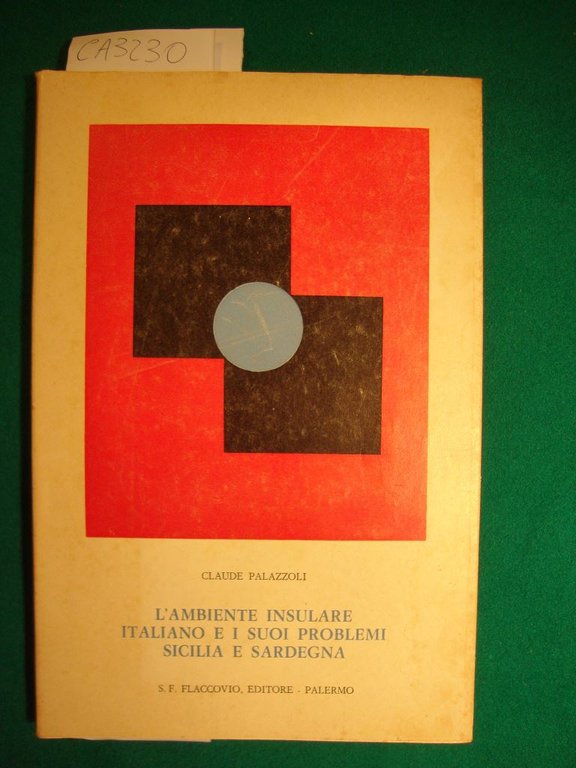 CA3230
CLAUDE PALAZZOLI
L'AMBIENTE INSULARE
ITALIANO E I SUOI PROBLEMI
SICILIA E SARDEGNA
S. F. FLACCOVIO, EDITORE - PALERMO